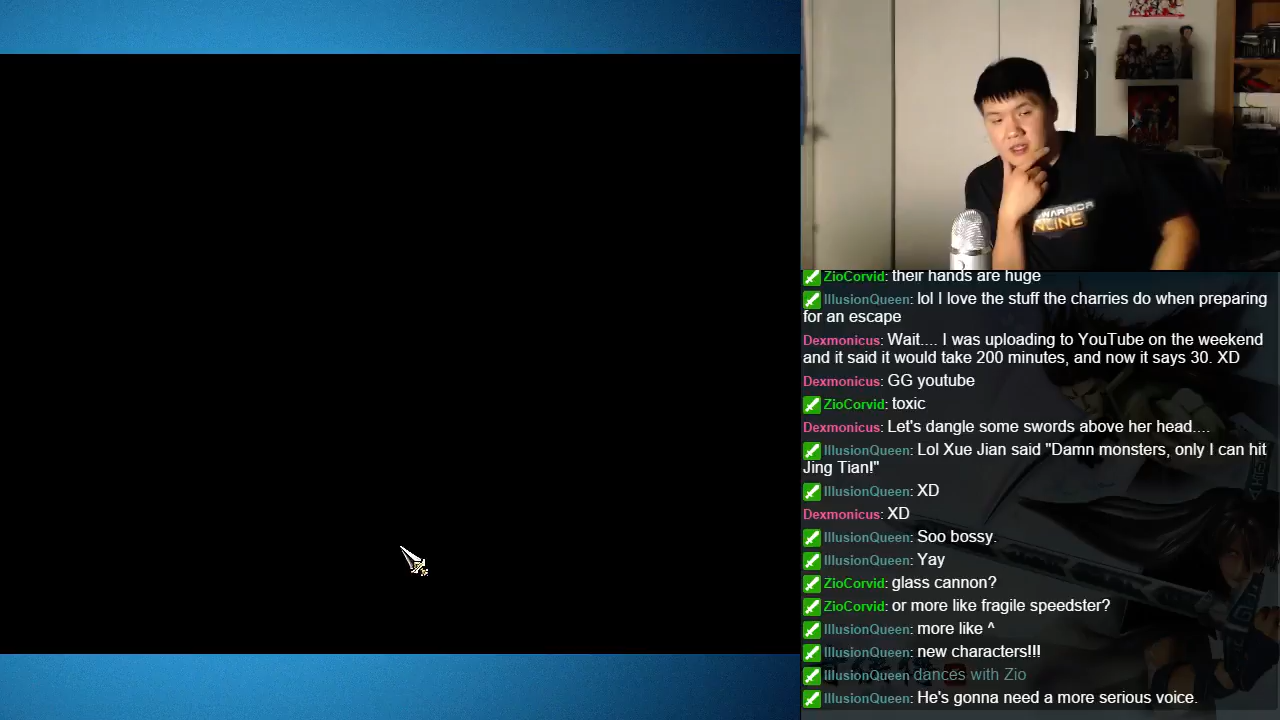 WARRIOR
ONLINE
ZioCorvid: their hands are huge
IllusionQueen: lol I love the stuff the charries do when preparing
for an escape
Dexmonicus: Wait.... I was uploading to YouTube on the weekend
and it said it would take 200 minutes, and now it says 30. XD
Dexmonicus: GG youtube
ZioCorvid: toxic
Dexmonicus: Let's dangle some swords above her head....
IllusionQueen: Lol Xue Jian said "Damn monsters, only I can hit
Jing Tian!"
IllusionQueen: XD
Dexmonicus: XD
IllusionQueen: Soo bossy.
IllusionQueen: Yay
ZioCorvid: glass cannon?
ZioCorvid: or more like fragile speedster?
IllusionQueen: more like ^
IllusionQueen: new characters!!!
IllusionQueen dances with Zio
IllusionQueen: He's gonna need a more serious voice.